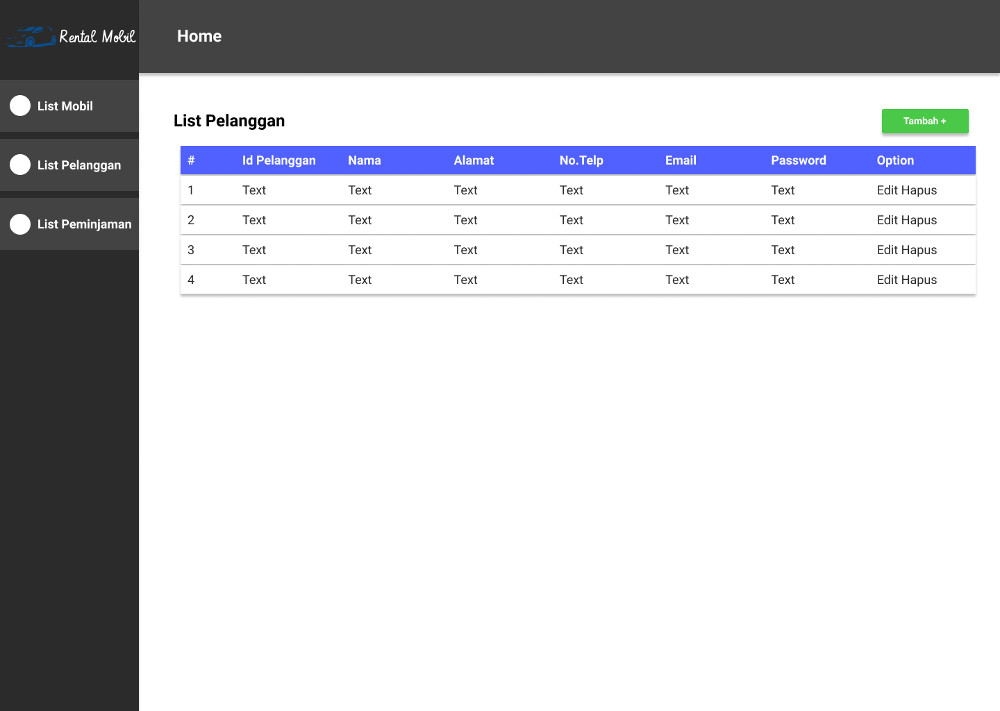 Rental Mobil
Home
List Mobil
List Pelanggan
List Peminjaman
List Pelanggan
Tambah +
# Id Pelanggan Nama Alamat No.Telp Email Password Option
1 Text Text Text Text Text Text Edit Hapus
2 Text Text Text Text Text Text Edit Hapus
3 Text Text Text Text Text Text Edit Hapus
4 Text Text Text Text Text Text Edit Hapus